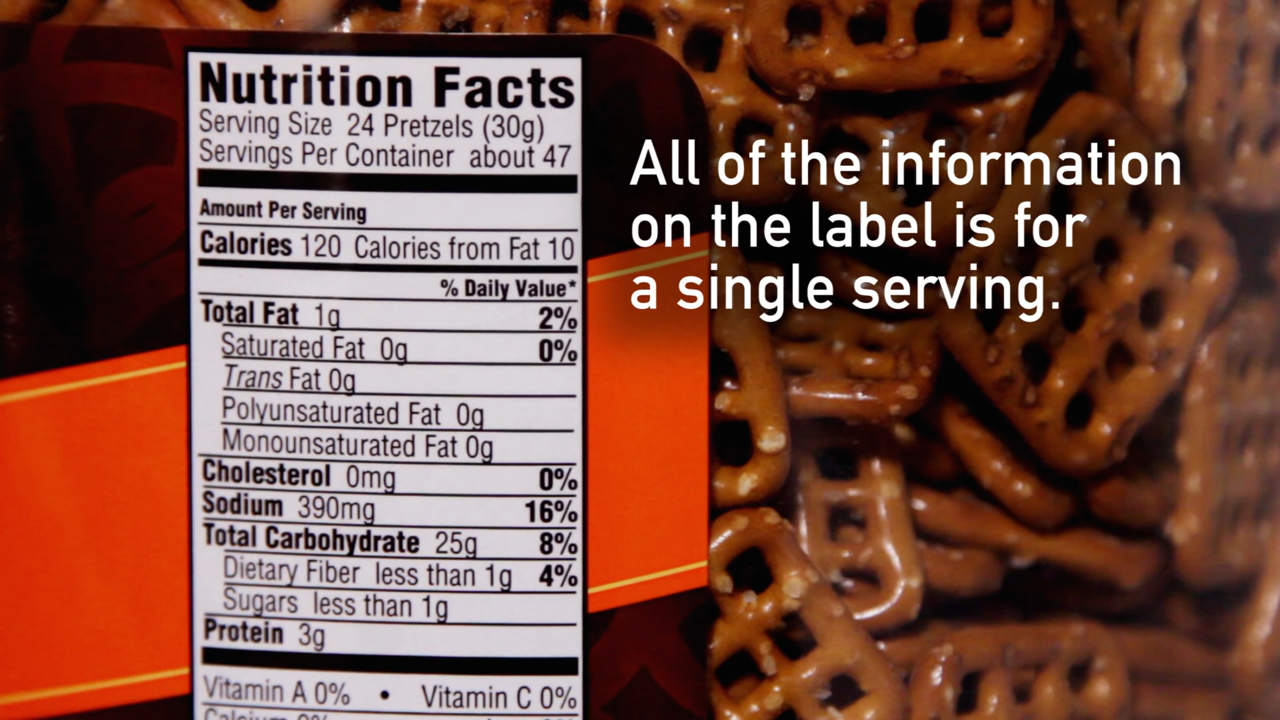 Nutrition Facts
Serving Size 24 Pretzels (30g)
Servings Per Container about 47
Amount Per Serving
Calories 120 Calories from Fat 10
% Daily Value*
Total Fat 1g 2%
Saturated Fat 0g 0%
Trans Fat 0g
Polyunsaturated Fat 0g
Monounsaturated Fat 0g
Cholesterol 0mg 0%
Sodium 390mg 16%
Total Carbohydrate 25g 8%
Dietary Fiber less than 1g 4%
Sugars less than 1g
Protein 3g
Vitamin A 0% • Vitamin C 0%
All of the information
on the label is for
a single serving.